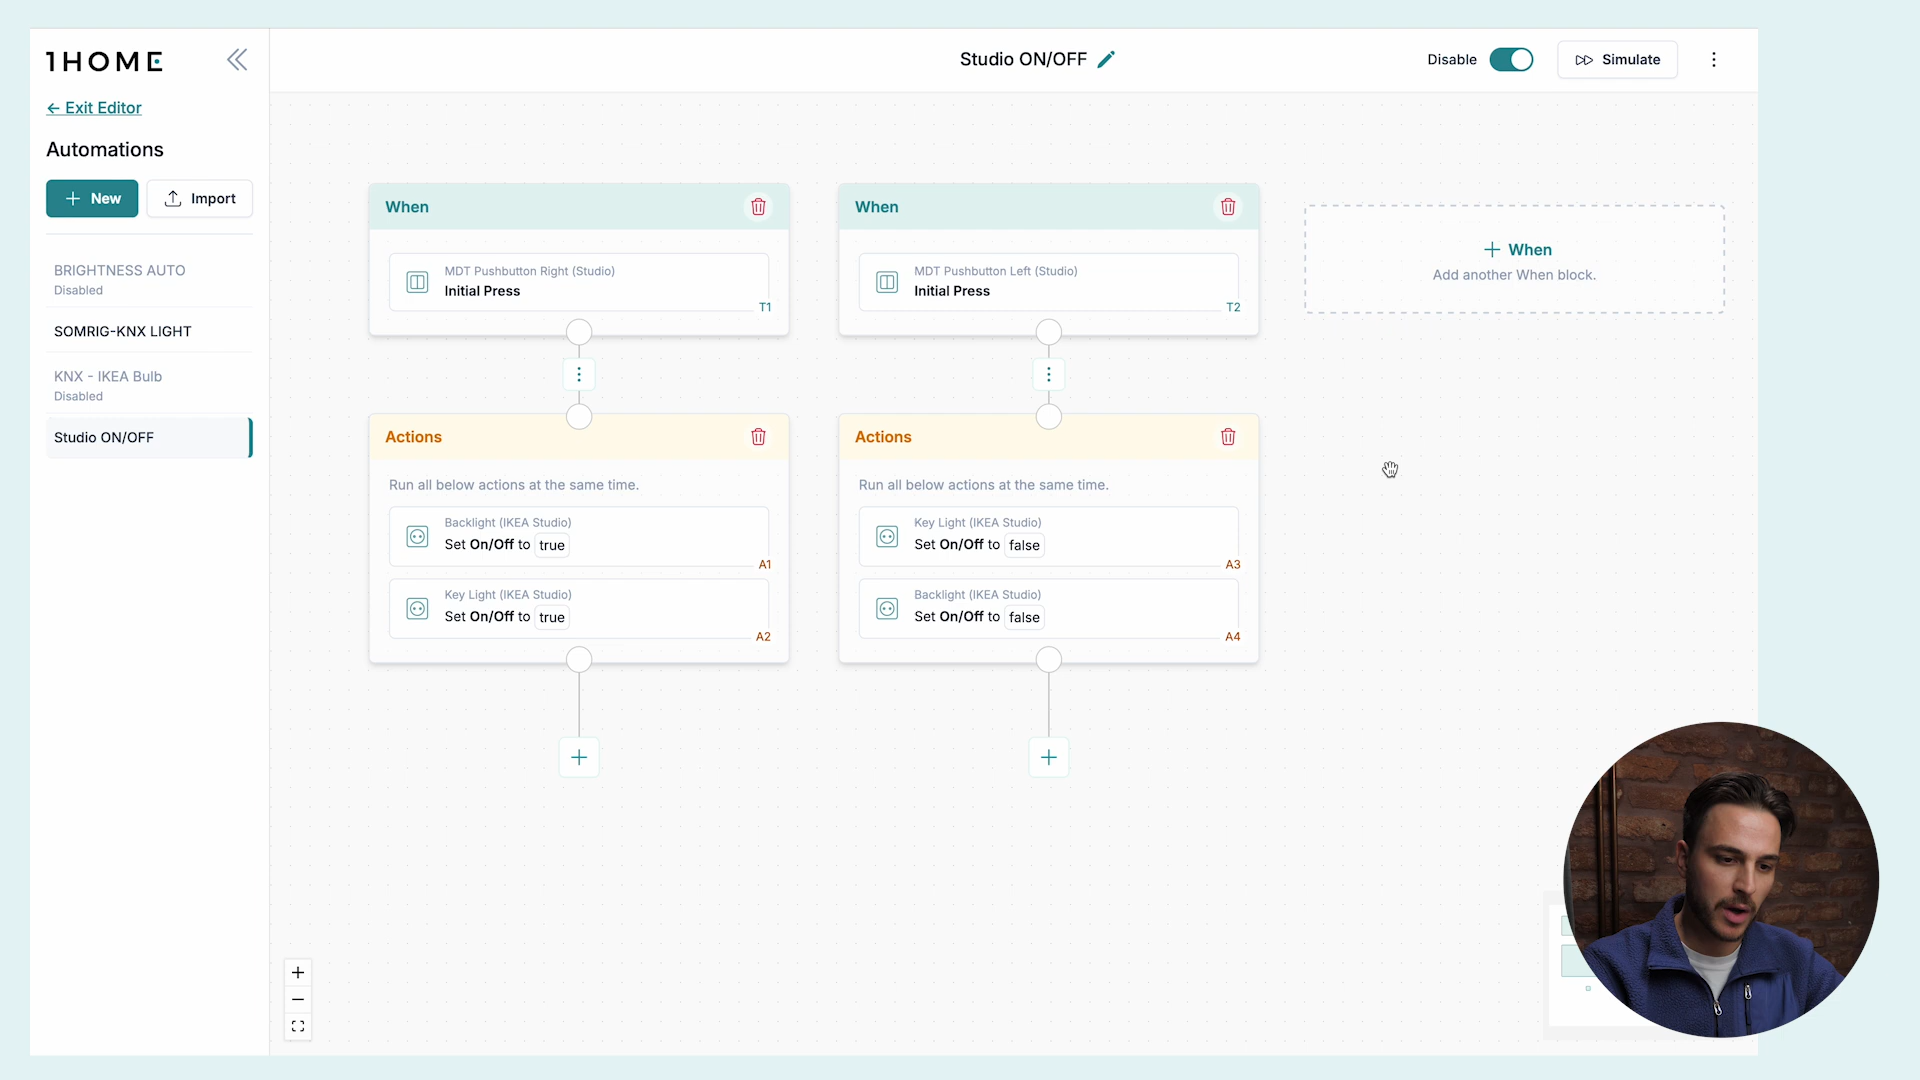 1HOME
← Exit Editor
Automations
New
Import
BRIGHTNESS AUTO
Disabled
SOMRIG-KNX LIGHT
KNX - IKEA Bulb
Disabled
Studio ON/OFF
Studio ON/OFF
Disable
Simulate
When
MDT Pushbutton Right (Studio)
Initial Press
T1
Actions
Run all below actions at the same time.
Backlight (IKEA Studio)
Set On/Off to true
A1
Key Light (IKEA Studio)
Set On/Off to true
A2
When
MDT Pushbutton Left (Studio)
Initial Press
T2
Actions
Run all below actions at the same time.
Key Light (IKEA Studio)
Set On/Off to false
A3
Backlight (IKEA Studio)
Set On/Off to false
A4
+ When
Add another When block.